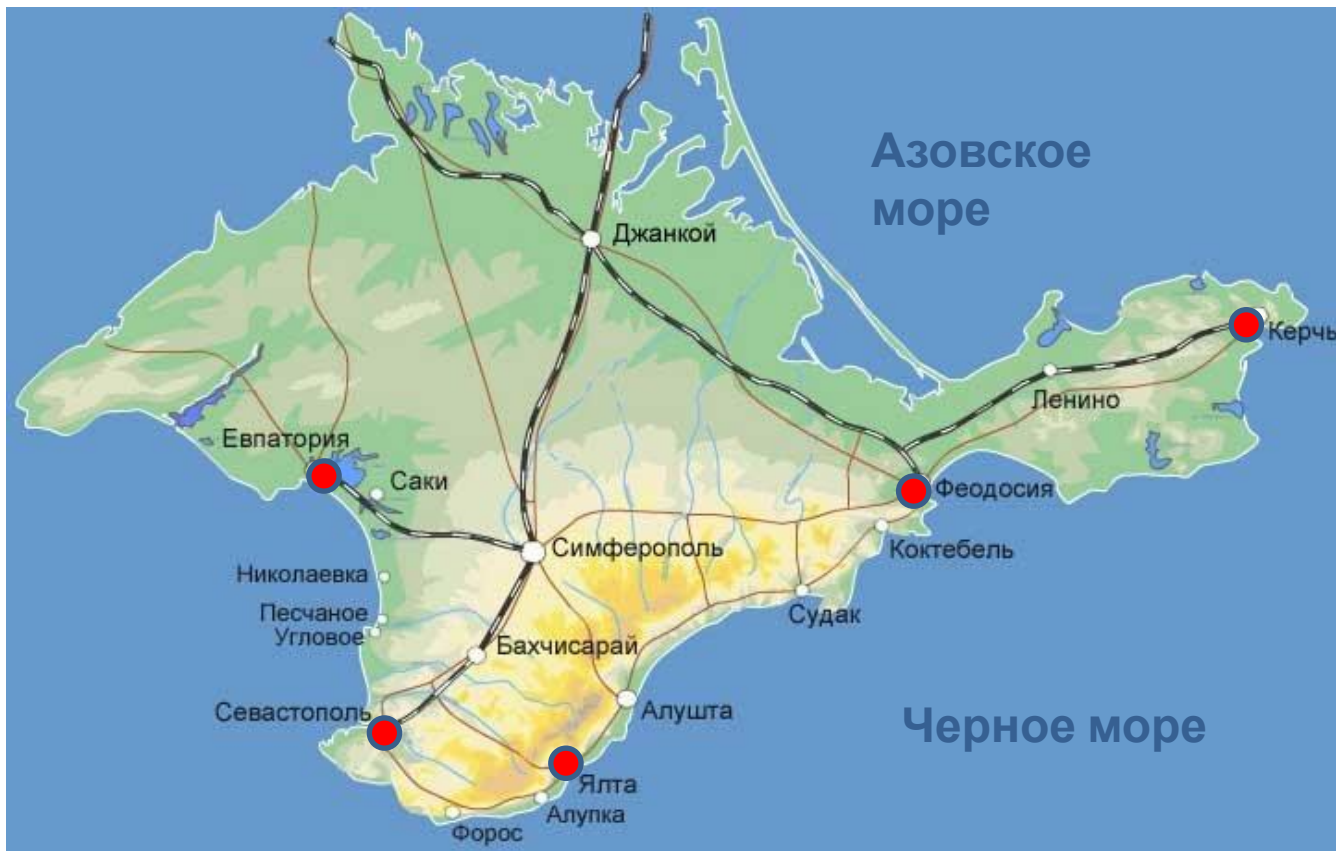 Азовское
море
Джанкой
Керчь
Ленино
Евпатория
Саки
Феодосия
Симферополь
Коктебель
Николаевка
Песчаное
Судак
Угловое
Бахчисарай
Севастополь
Алушта
Черное море
Ялта
Алупка
Форос